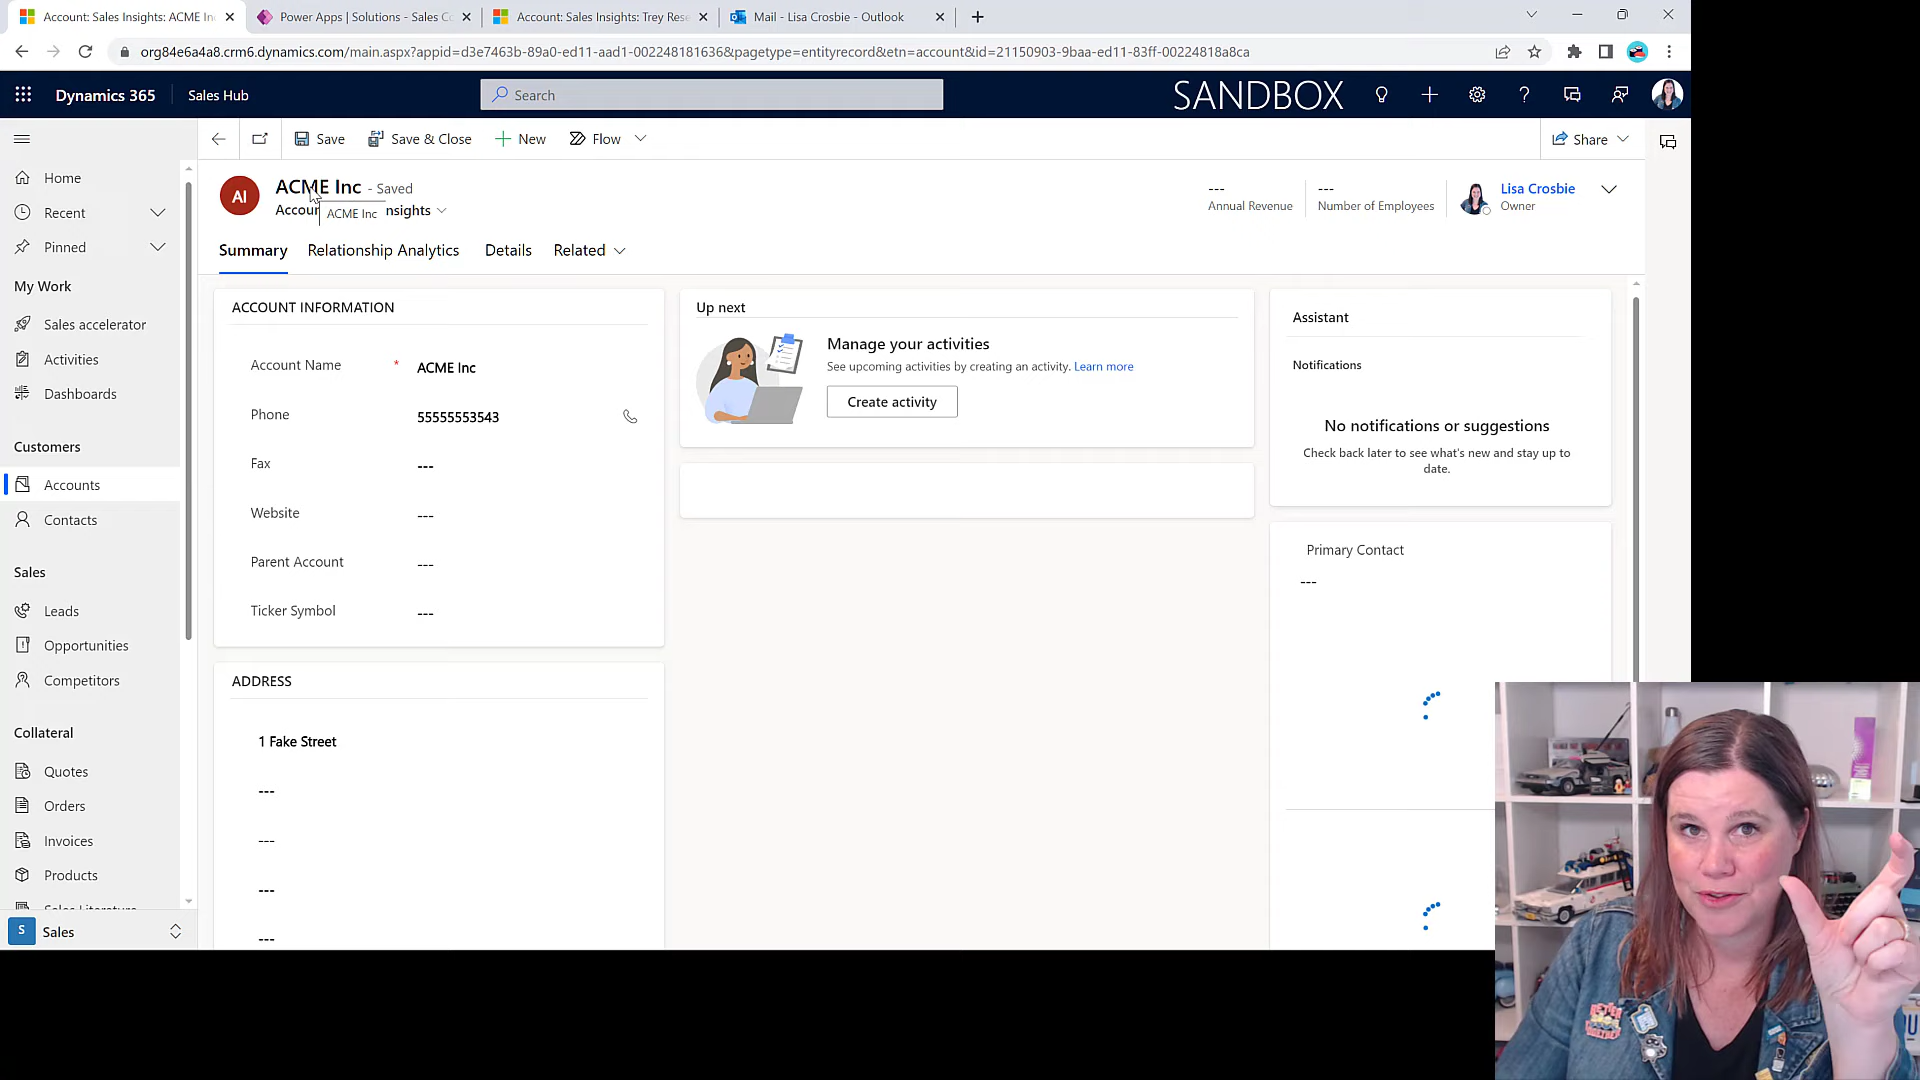 Account: Sales Insights: ACME In
Power Apps | Solutions - Sales Co
Account: Sales Insights: Trey Rese
Mail - Lisa Crosbie - Outlook
org84e6a4a8.crm6.dynamics.com/main.aspx?appid=d3e7463b-89a0-ed11-aad1-002248181636&pagetype=entityrecord&etn=account&id=21150903-9baa-ed11-83ff-00224818a8ca
Dynamics 365
Sales Hub
Search
SANDBOX
Save
Save & Close
New
Flow
Share
Home
Recent
Pinned
My Work
Sales accelerator
Activities
Dashboards
Customers
Accounts
Contacts
Sales
Leads
Opportunities
Competitors
Collateral
Quotes
Orders
Invoices
Products
Sales Literature
S
Sales
AI
ACME Inc - Saved
Accoun nsights
ACME Inc
---
Annual Revenue
---
Number of Employees
Lisa Crosbie
Owner
Summary
Relationship Analytics
Details
Related
ACCOUNT INFORMATION
Account Name * ACME Inc
Phone 55555553543
Fax ---
Website ---
Parent Account ---
Ticker Symbol ---
ADDRESS
1 Fake Street
---
---
---
---
Up next
Manage your activities
See upcoming activities by creating an activity. Learn more
Create activity
Assistant
Notifications
No notifications or suggestions
Check back later to see what's new and stay up to
date.
Primary Contact
---